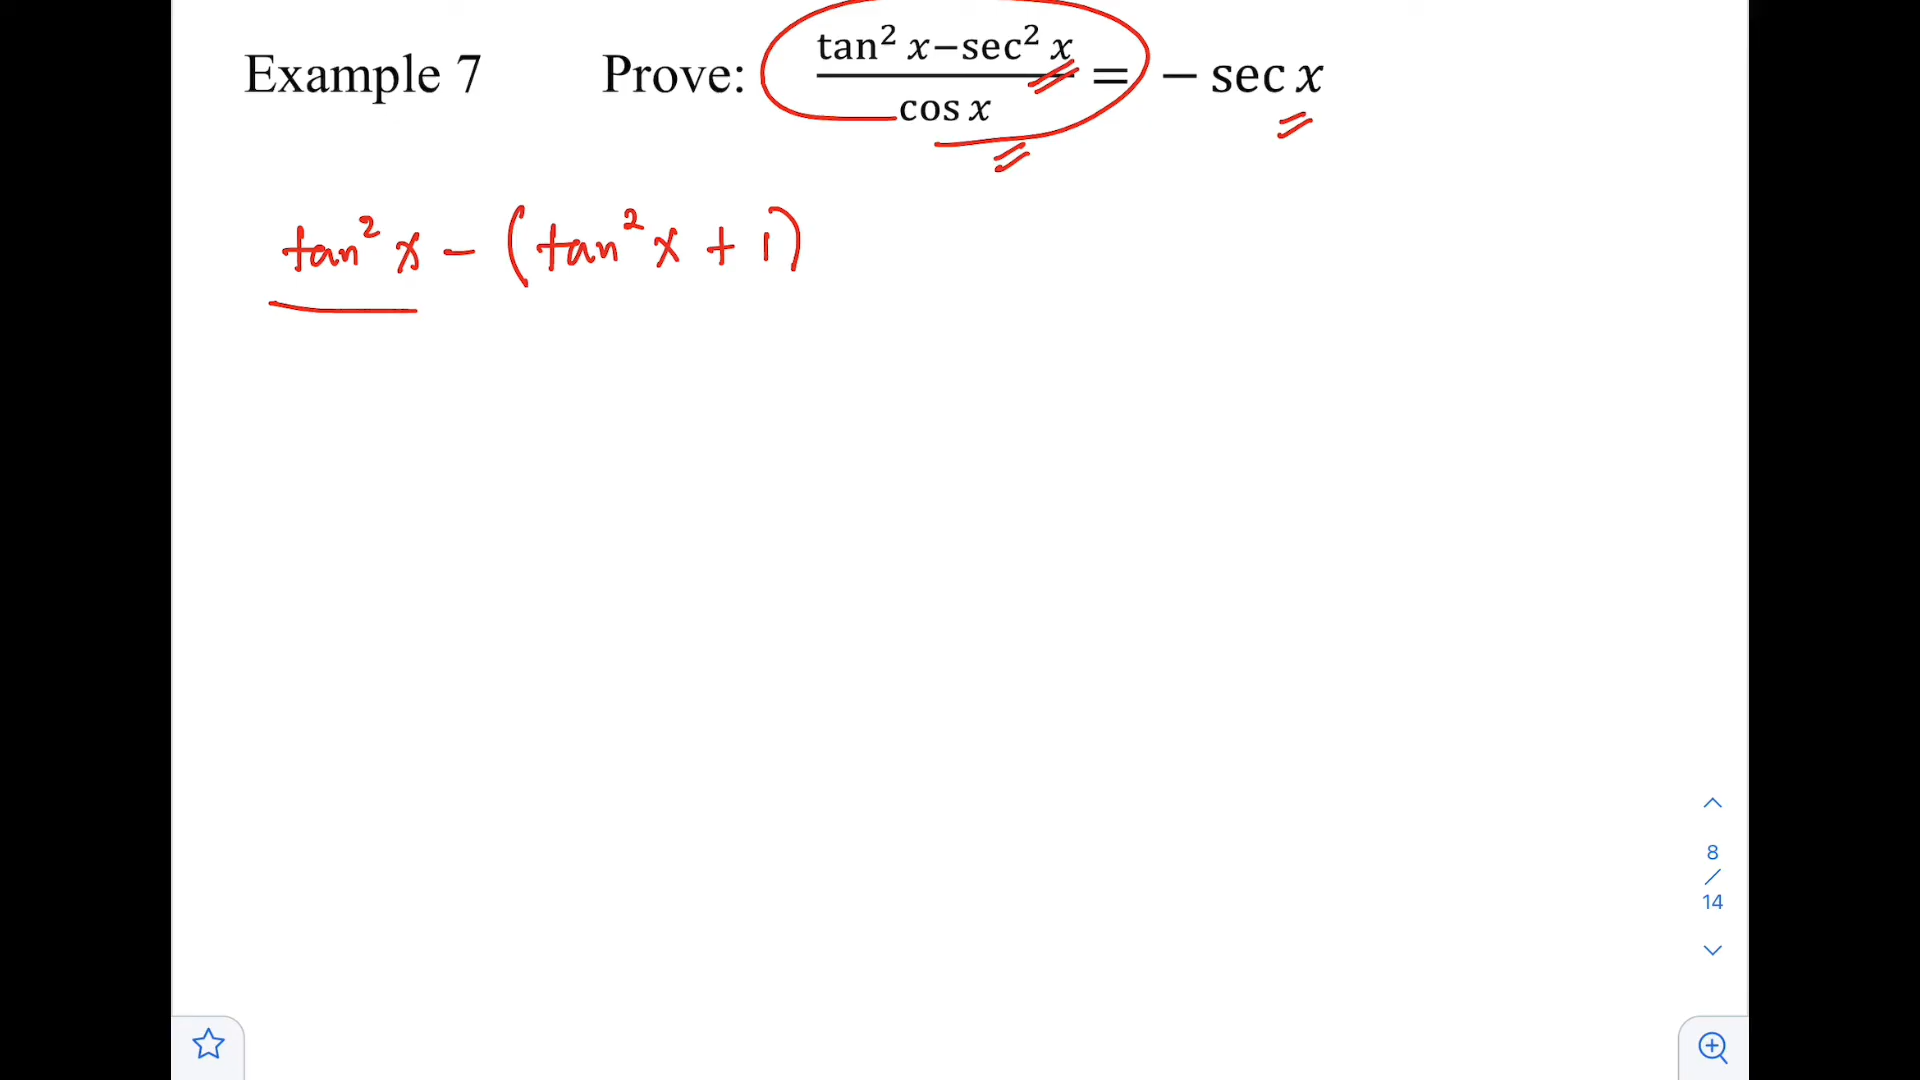 Example 7 Prove: tan² x−sec² x / cos x = − sec x
tan² x − (tan² x + 1)
8
/
14